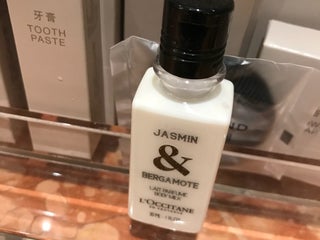 牙膏
TOOTH
PASTE
JASMIN
&
BERGAMOTE
LAIT PARFUMÉ
BODY MILK
L'OCCITANE